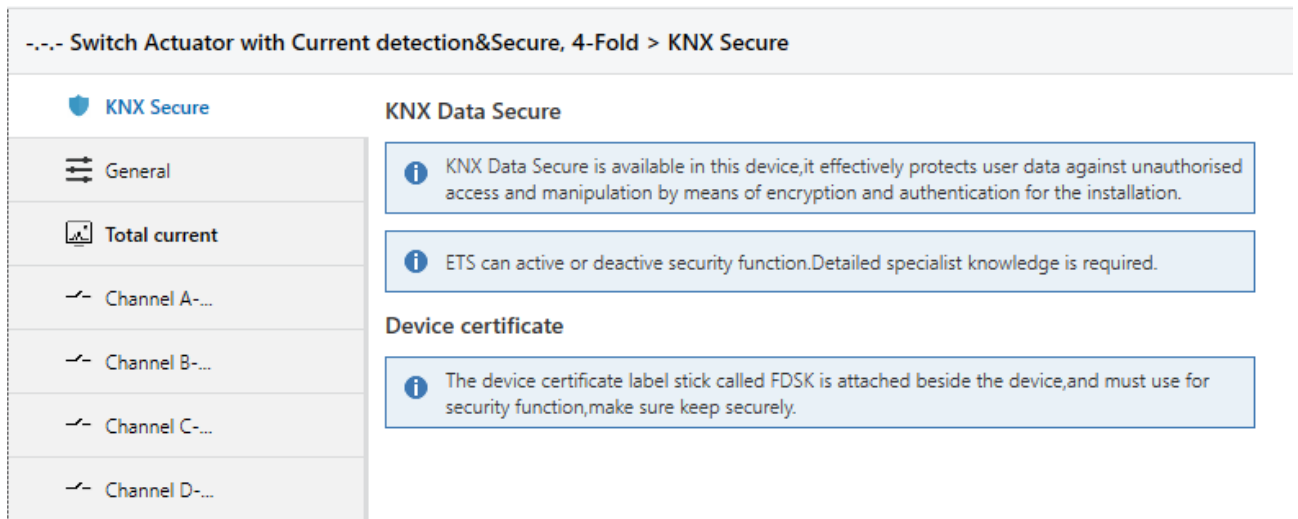 -.-.- Switch Actuator with Current detection&Secure, 4-Fold > KNX Secure
KNX Secure
General
Total current
Channel A-...
Channel B-...
Channel C-...
Channel D-...
KNX Data Secure
KNX Data Secure is available in this device,it effectively protects user data against unauthorised
access and manipulation by means of encryption and authentication for the installation.
ETS can active or deactive security function.Detailed specialist knowledge is required.
Device certificate
The device certificate label stick called FDSK is attached beside the device,and must use for
security function,make sure keep securely.